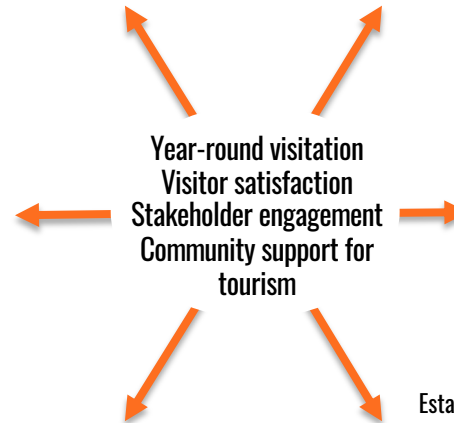 Year-round visitation
Visitor satisfaction
Stakeholder engagement
Community support for
tourism
Esta